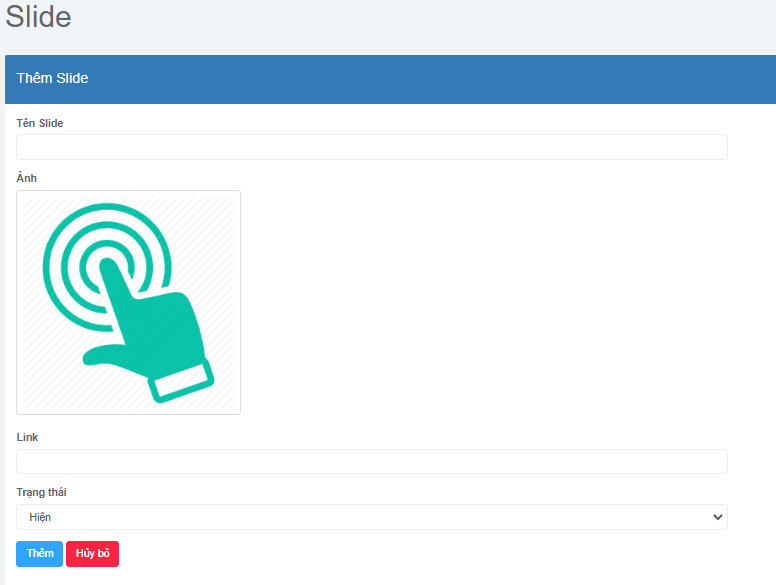 Slide
Thêm Slide
Tên Slide
Ảnh
Link
Trạng thái
Hiện
Thêm
Hủy bỏ